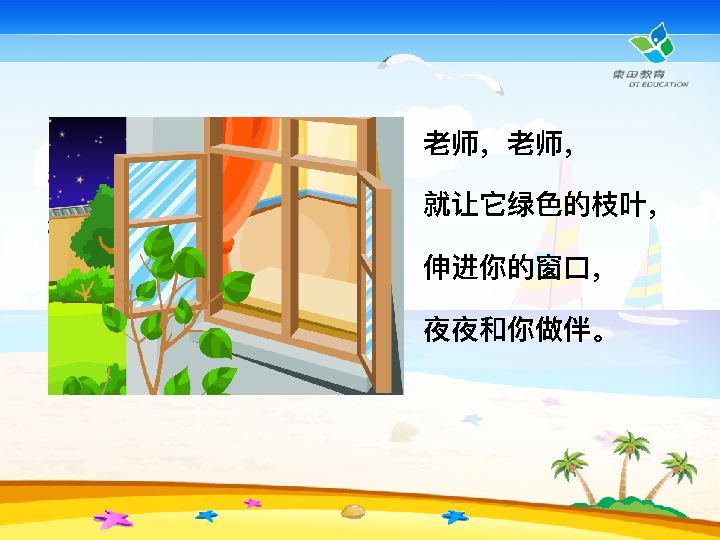 東田教育
DT EDUCATION
老师，老师，
就让它绿色的枝叶，
伸进你的窗口，
夜夜和你做伴。